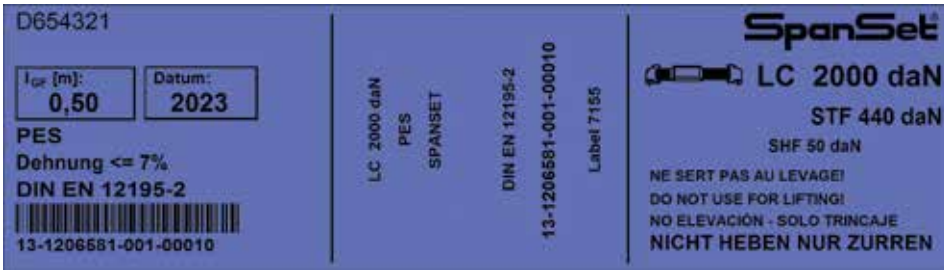 D654321
l_GF [m]:
0,50
Datum:
2023
PES
Dehnung <= 7%
DIN EN 12195-2
13-1206581-001-00010
LC 2000 daN
PES
SPANSET
DIN EN 12195-2
13-1206581-001-00010
Label 7155
SpanSet®
LC 2000 daN
STF 440 daN
SHF 50 daN
NE SERT PAS AU LEVAGE!
DO NOT USE FOR LIFTING!
NO ELEVACIÓN - SOLO TRINCAJE
NICHT HEBEN NUR ZURREN